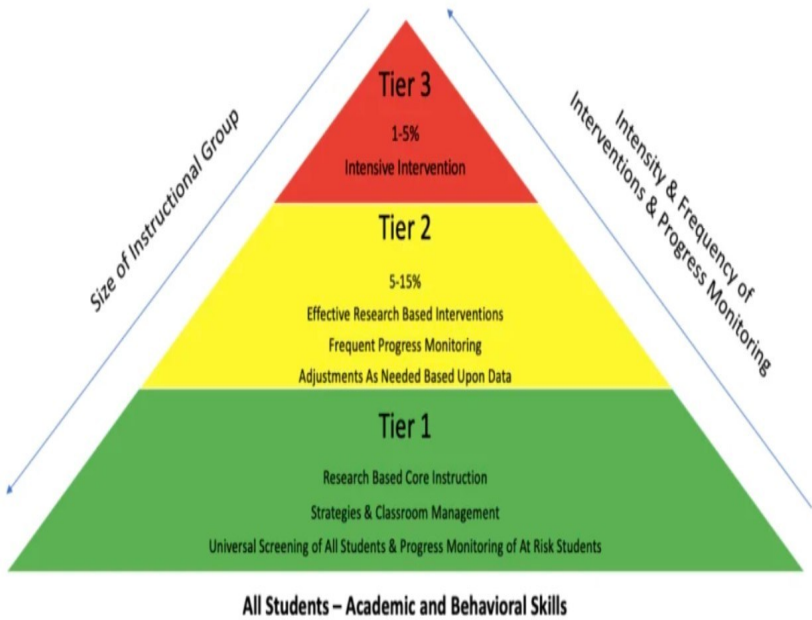 Tier 3
1-5%
Intensive Intervention
Size of Instructional Group
Intensity & Frequency of
Interventions & Progress Monitoring
Tier 2
5-15%
Effective Research Based Interventions
Frequent Progress Monitoring
Adjustments As Needed Based Upon Data
Tier 1
Research Based Core Instruction
Strategies & Classroom Management
Universal Screening of All Students & Progress Monitoring of At Risk Students
All Students – Academic and Behavioral Skills